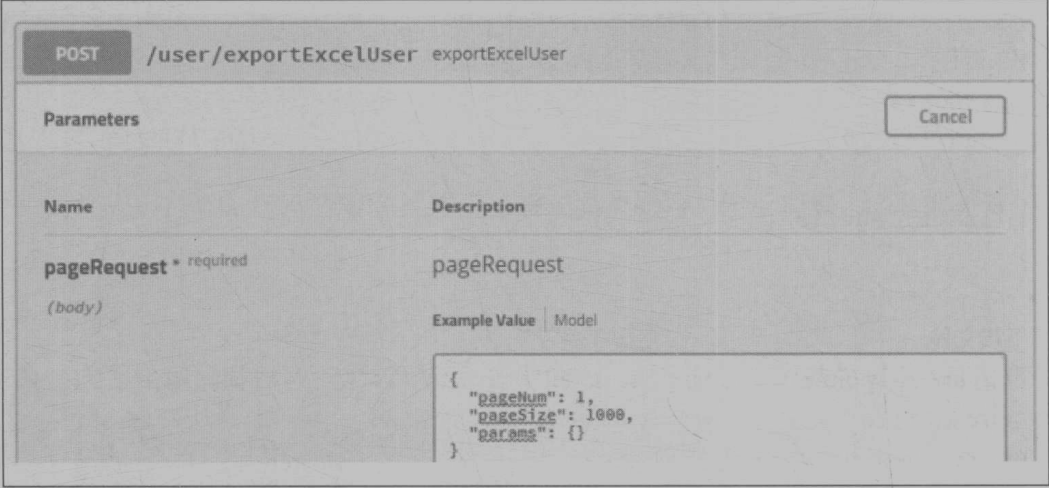 POST /user/exportExcelUser exportExcelUser
Parameters Cancel
Name Description
pageRequest * required pageRequest
(body)
Example Value | Model
{
"pageNum": 1,
"pageSize": 1000,
"params": {}
}